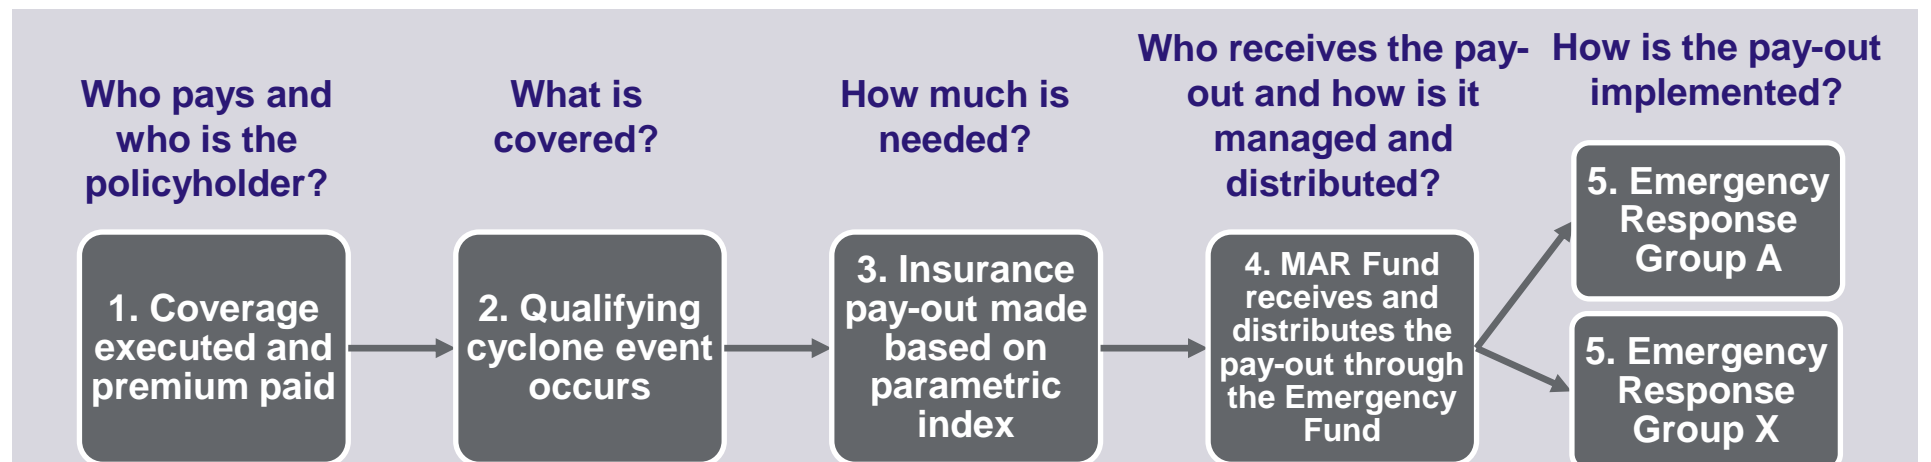 Who pays and
who is the
policyholder?
What is
covered?
How much is
needed?
Who receives the pay-
out and how is it
managed and
distributed?
How is the pay-out
implemented?
1. Coverage
executed and
premium paid
2. Qualifying
cyclone event
occurs
3. Insurance
pay-out made
based on
parametric
index
4. MAR Fund
receives and
distributes the
pay-out through
the Emergency
Fund
5. Emergency
Response
Group A
5. Emergency
Response
Group X